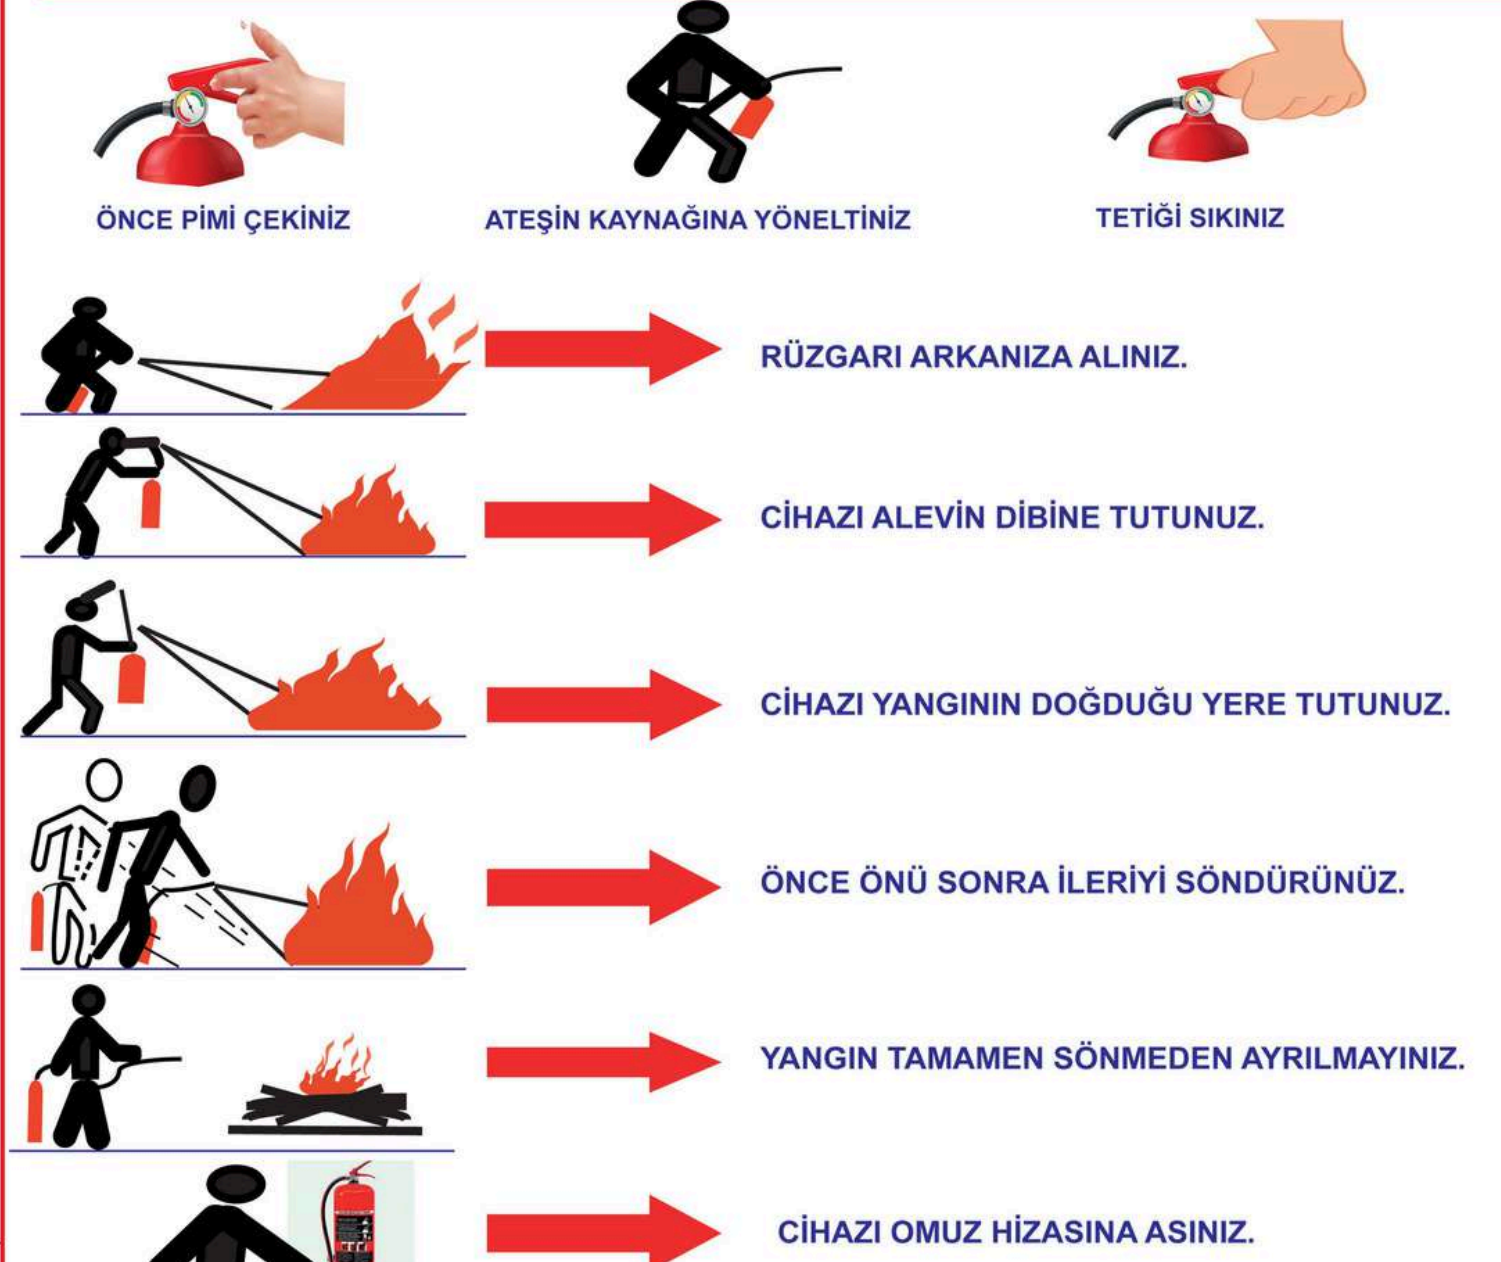 ÖNCE PİMİ ÇEKİNİZ
ATEŞİN KAYNAĞINA YÖNELTİNİZ
TETİĞİ SIKINIZ
RÜZGARI ARKANIZA ALINIZ.
CİHAZI ALEVİN DİBİNE TUTUNUZ.
CİHAZI YANGININ DOĞDUĞU YERE TUTUNUZ.
ÖNCE ÖNÜ SONRA İLERİYİ SÖNDÜRÜNÜZ.
YANGIN TAMAMEN SÖNMEDEN AYRILMAYINIZ.
CİHAZI OMUZ HİZASINA ASINIZ.